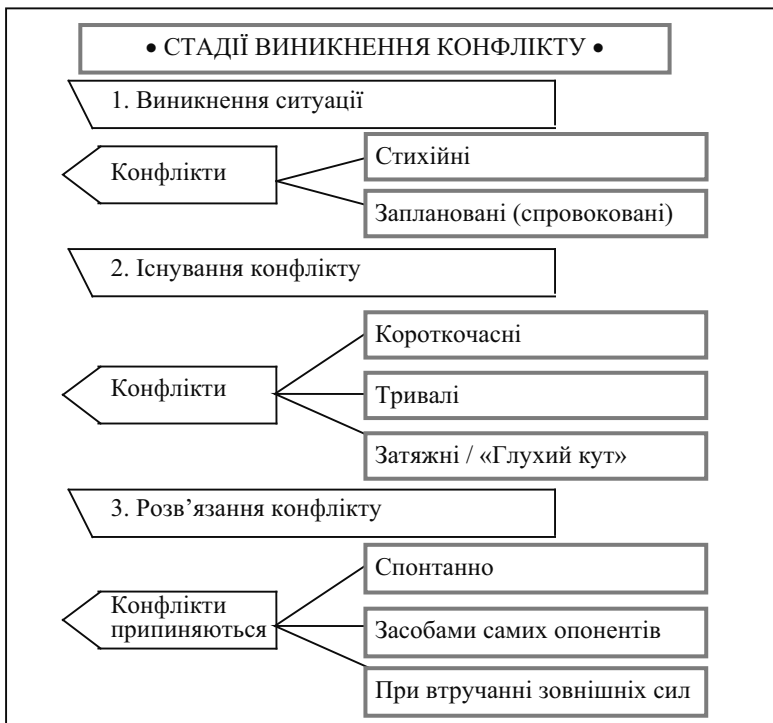 • СТАДІЇ ВИНИКНЕННЯ КОНФЛІКТУ •
1. Виникнення ситуації
Конфлікти
Стихійні
Заплановані (спровоковані)
2. Існування конфлікту
Конфлікти
Короткочасні
Тривалі
Затяжні / «Глухий кут»
3. Розв’язання конфлікту
Конфлікти
припиняються
Спонтанно
Засобами самих опонентів
При втручанні зовнішніх сил